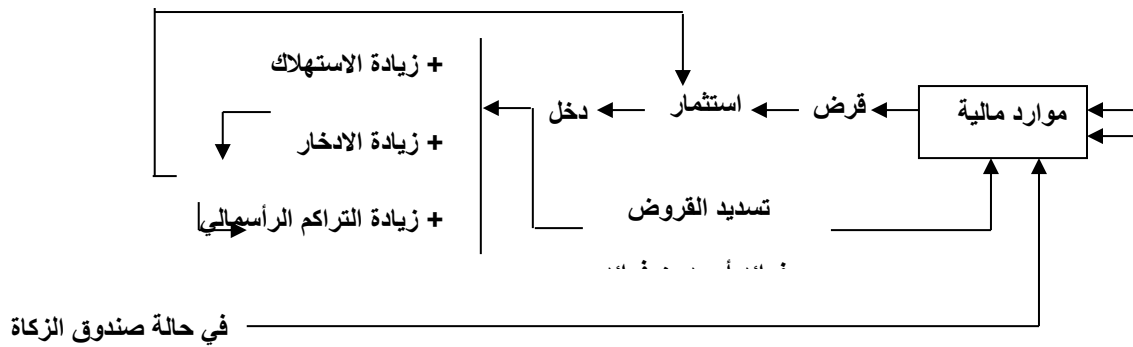 + زيادة الاستهلاك
موارد مالية
قرض
استثمار
دخل
+ زيادة الادخار
تسديد القروض
+ زيادة التراكم الرأسمالي
في حالة صندوق الزكاة